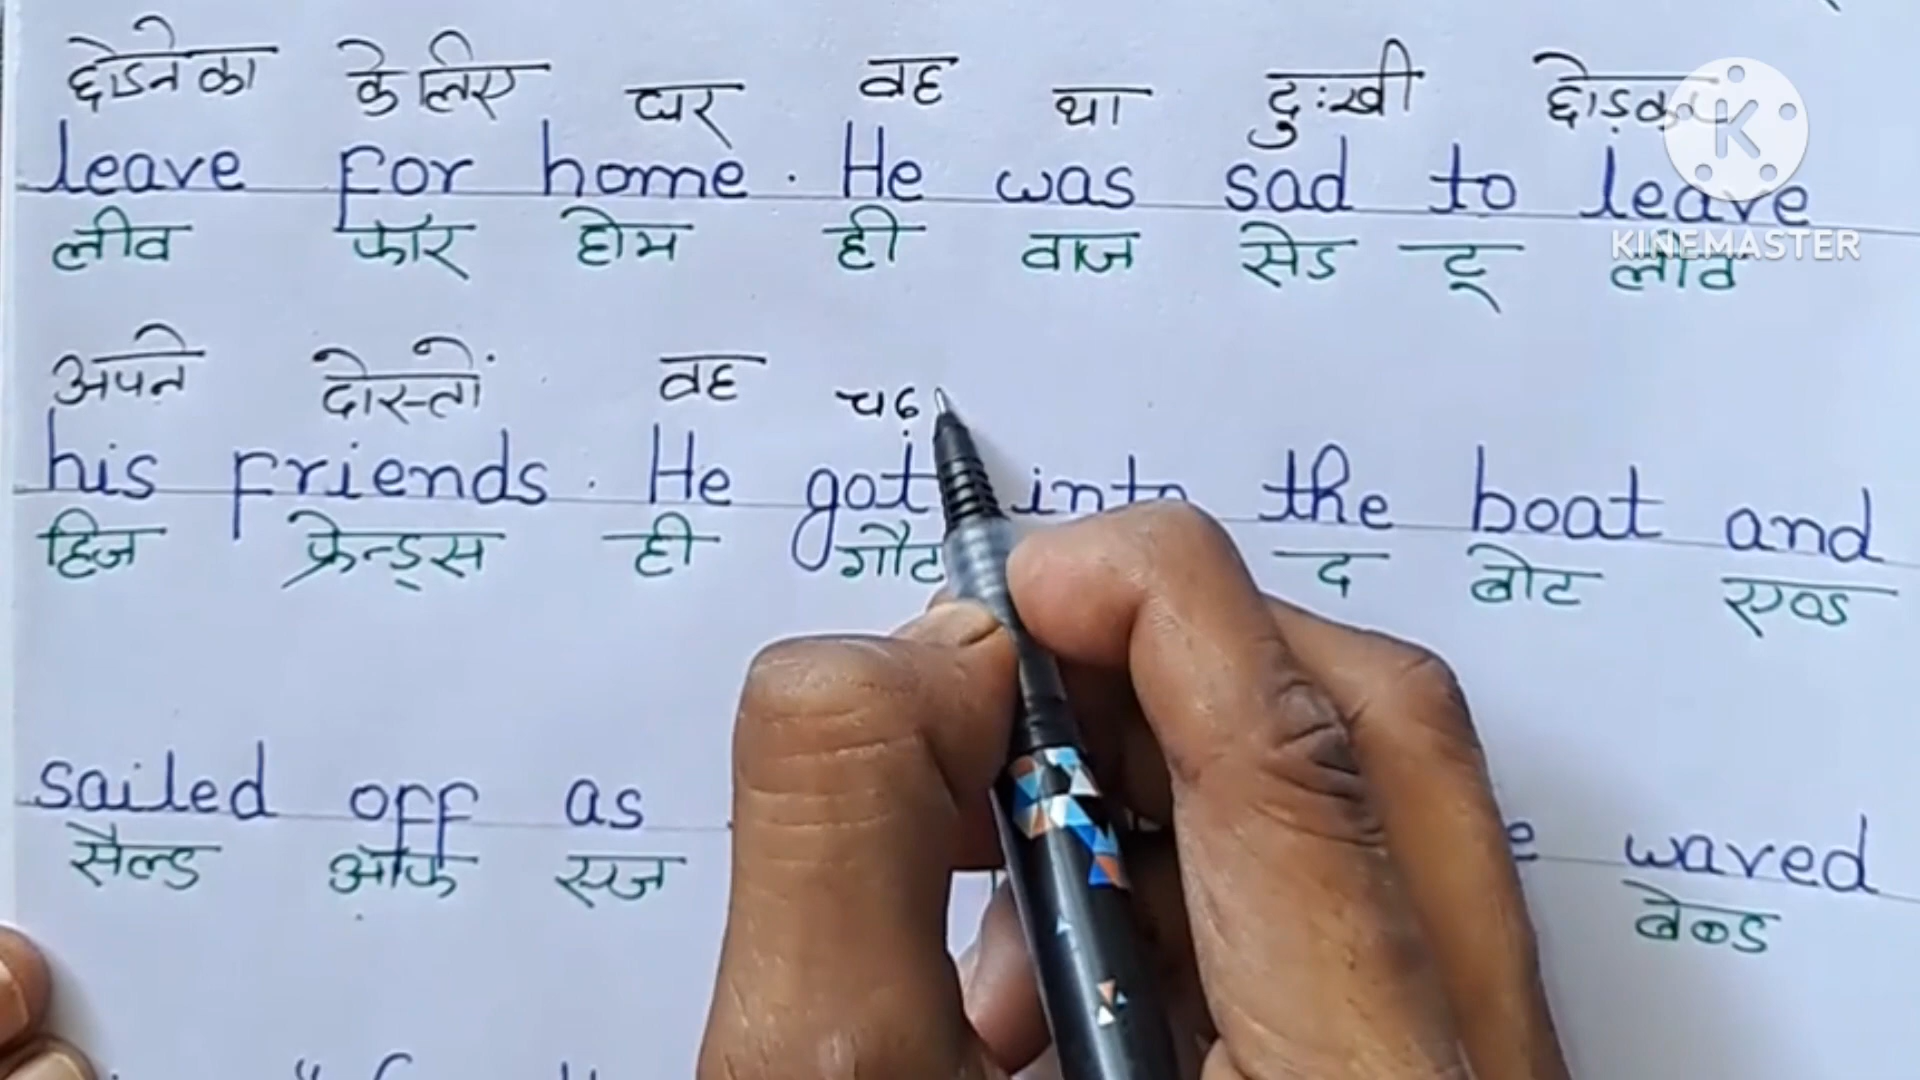 छोडने का के लिए घर वह था दुःखी छोड़कर
leave for home. He was sad to leave
लीव फॉर होम ही वाज सेड टू लीव
KINEMASTER
अपने दोस्तों वह चढ़
his friends. He got into the boat and
हिज फ्रेन्ड्स ही गौट द बोट एण्ड
sailed off as waved
सैल्ड ऑफ एज वेव्ड